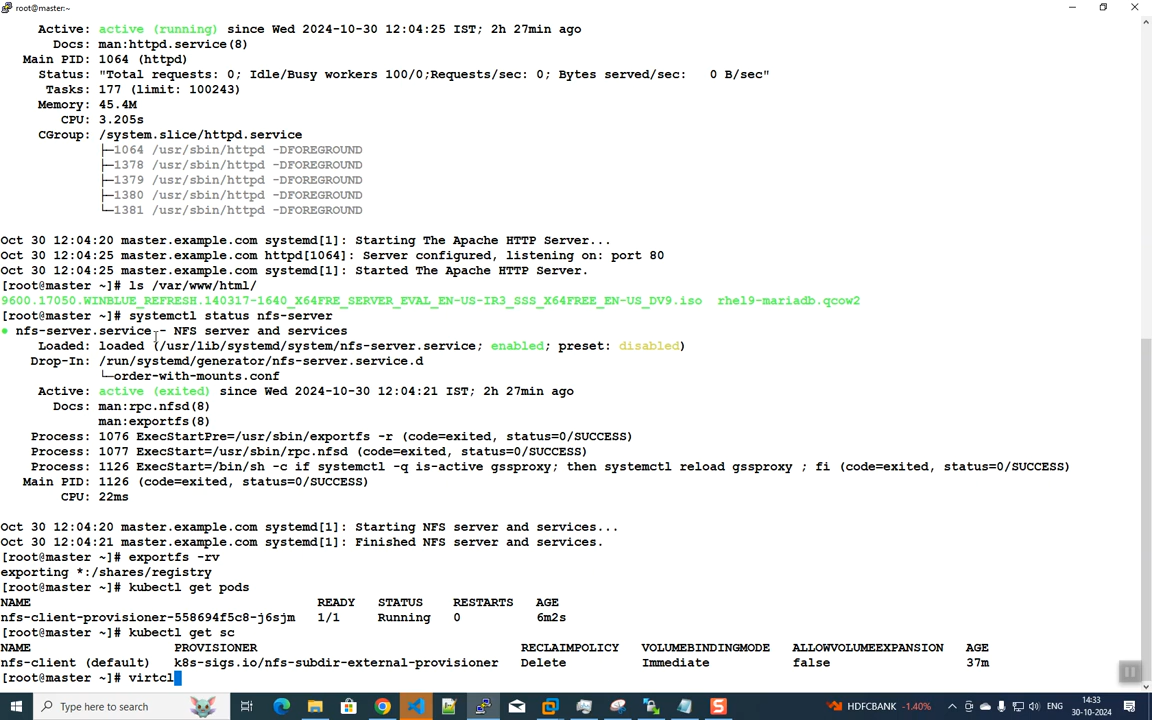 root@master:~
Active: active (running) since Wed 2024-10-30 12:04:25 IST; 2h 27min ago
Docs: man:httpd.service(8)
Main PID: 1064 (httpd)
Status: "Total requests: 0; Idle/Busy workers 100/0;Requests/sec: 0; Bytes served/sec:   0 B/sec"
Tasks: 177 (limit: 100243)
Memory: 45.4M
CPU: 3.205s
CGroup: /system.slice/httpd.service
├─1064 /usr/sbin/httpd -DFOREGROUND
├─1378 /usr/sbin/httpd -DFOREGROUND
├─1379 /usr/sbin/httpd -DFOREGROUND
├─1380 /usr/sbin/httpd -DFOREGROUND
└─1381 /usr/sbin/httpd -DFOREGROUND
Oct 30 12:04:20 master.example.com systemd[1]: Starting The Apache HTTP Server...
Oct 30 12:04:25 master.example.com httpd[1064]: Server configured, listening on: port 80
Oct 30 12:04:25 master.example.com systemd[1]: Started The Apache HTTP Server.
[root@master ~]# ls /var/www/html/
9600.17050.WINBLUE_REFRESH.140317-1640_X64FRE_SERVER_EVAL_EN-US-IR3_SSS_X64FREE_EN-US_DV9.iso  rhel9-mariadb.qcow2
[root@master ~]# systemctl status nfs-server
● nfs-server.service - NFS server and services
Loaded: loaded (/usr/lib/systemd/system/nfs-server.service; enabled; preset: disabled)
Drop-In: /run/systemd/generator/nfs-server.service.d
└─order-with-mounts.conf
Active: active (exited) since Wed 2024-10-30 12:04:21 IST; 2h 27min ago
Docs: man:rpc.nfsd(8)
man:exportfs(8)
Process: 1076 ExecStartPre=/usr/sbin/exportfs -r (code=exited, status=0/SUCCESS)
Process: 1077 ExecStart=/usr/sbin/rpc.nfsd (code=exited, status=0/SUCCESS)
Process: 1126 ExecStart=/bin/sh -c if systemctl -q is-active gssproxy; then systemctl reload gssproxy ; fi (code=exited, status=0/SUCCESS)
Main PID: 1126 (code=exited, status=0/SUCCESS)
CPU: 22ms
Oct 30 12:04:20 master.example.com systemd[1]: Starting NFS server and services...
Oct 30 12:04:21 master.example.com systemd[1]: Finished NFS server and services.
[root@master ~]# exportfs -rv
exporting *:/shares/registry
[root@master ~]# kubectl get pods
NAME READY STATUS RESTARTS AGE
nfs-client-provisioner-558694f5c8-j6sjm 1/1 Running 0 6m2s
[root@master ~]# kubectl get sc
NAME PROVISIONER RECLAIMPOLICY VOLUMEBINDINGMODE ALLOWVOLUMEEXPANSION AGE
nfs-client (default) k8s-sigs.io/nfs-subdir-external-provisioner Delete Immediate false 37m
[root@master ~]# virtcl
Type here to search
HDFCBANK -1.40%
ENG
14:33
30-10-2024